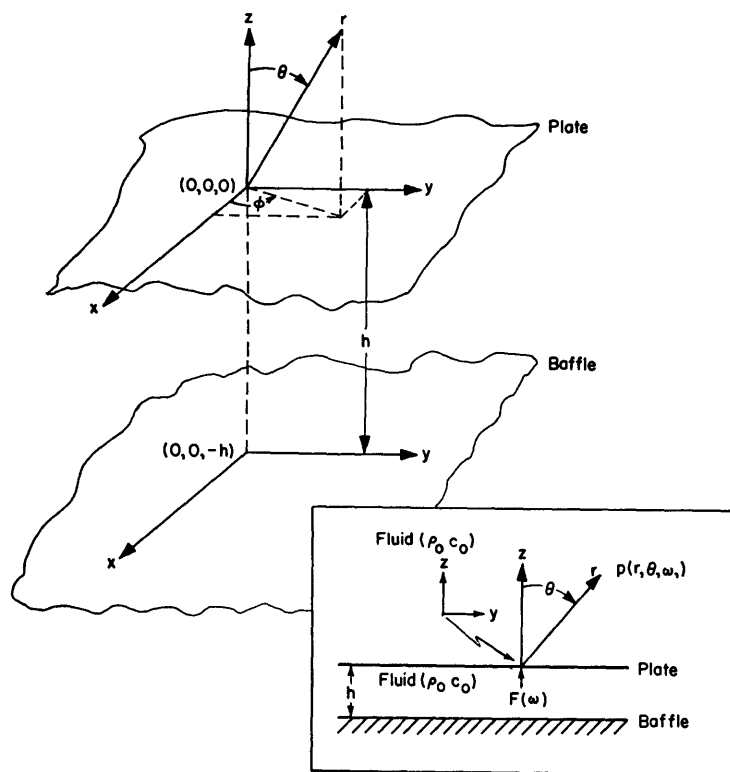 z
r
θ
Plate
(0,0,0)
y
ϕ
x
h
Baffle
(0,0,-h)
y
x
Fluid (ρ₀ c₀)
z
z
r
p(r,θ,ω,)
θ
y
Plate
Fluid (ρ₀ c₀)
h
F(ω)
Baffle